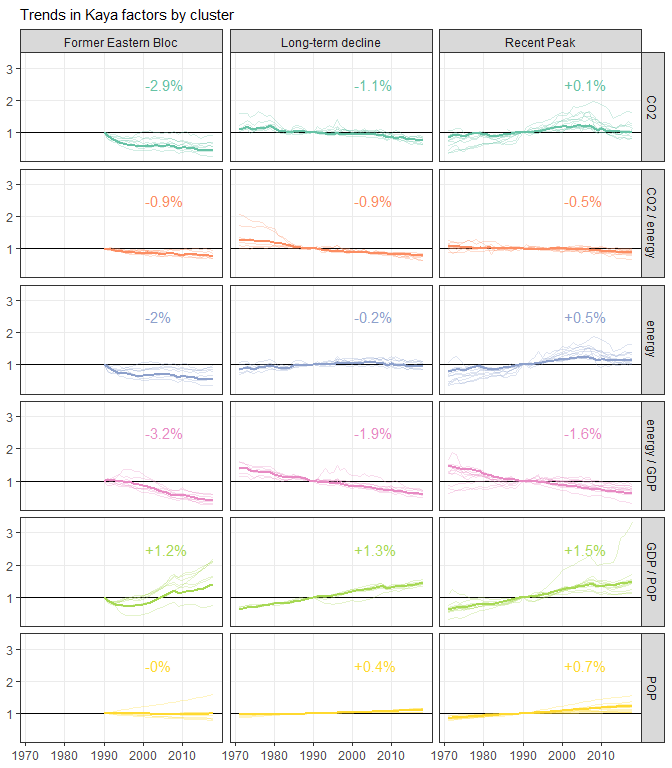 Trends in Kaya factors by cluster
Former Eastern Bloc
Long-term decline
Recent Peak
3
2
1
-2.9%
-1.1%
+0.1%
CO2
3
2
1
-0.9%
-0.9%
-0.5%
CO2 / energy
3
2
1
-2%
-0.2%
+0.5%
energy
3
2
1
-3.2%
-1.9%
-1.6%
energy / GDP
3
2
1
+1.2%
+1.3%
+1.5%
GDP / POP
3
2
1
-0%
+0.4%
+0.7%
POP
1970 1980 1990 2000 2010
1970 1980 1990 2000 2010
1970 1980 1990 2000 2010